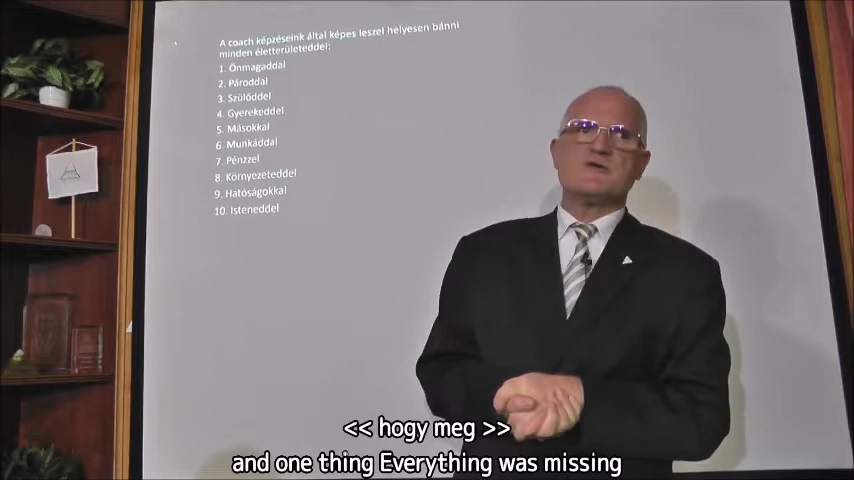 A coach képzéseink által képes leszel helyesen bánni
minden életterületeddel:
1. Önmagaddal
2. Pároddal
3. Szülőddel
4. Gyerekeddel
5. Másokkal
6. Munkáddal
7. Pénzzel
8. Környezeteddel
9. Hatóságokkal
10. Isteneddel
<< hogy meg >>
and one thing Everything was missing